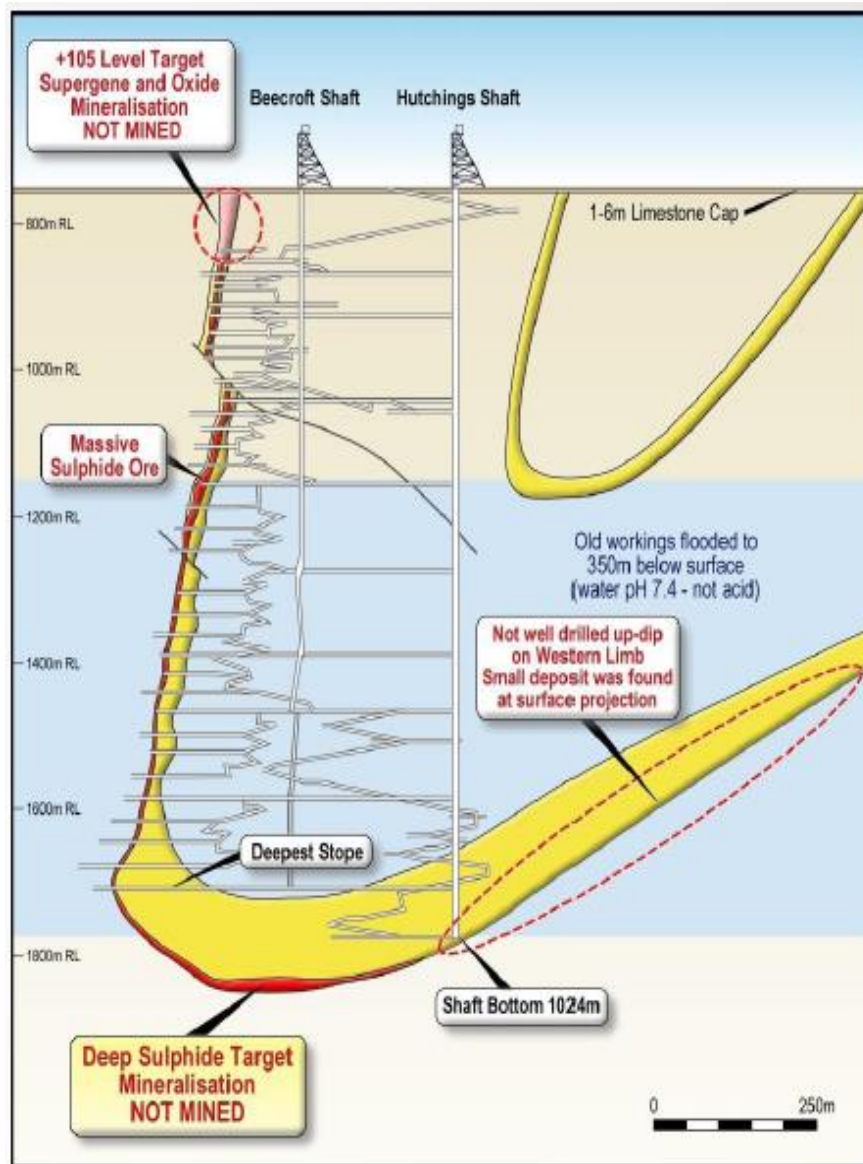 +105 Level Target
Supergene and Oxide
Mineralisation
NOT MINED
Beecroft Shaft
Hutchings Shaft
1-6m Limestone Cap
800m RL
1000m RL
Massive
Sulphide Ore
1200m RL
Old workings flooded to
350m below surface
(water pH 7.4 - not acid)
Not well drilled up-dip
on Western Limb
Small deposit was found
at surface projection
1400m RL
1600m RL
Deepest Stope
1800m RL
Shaft Bottom 1024m
Deep Sulphide Target
Mineralisation
NOT MINED
0
250m